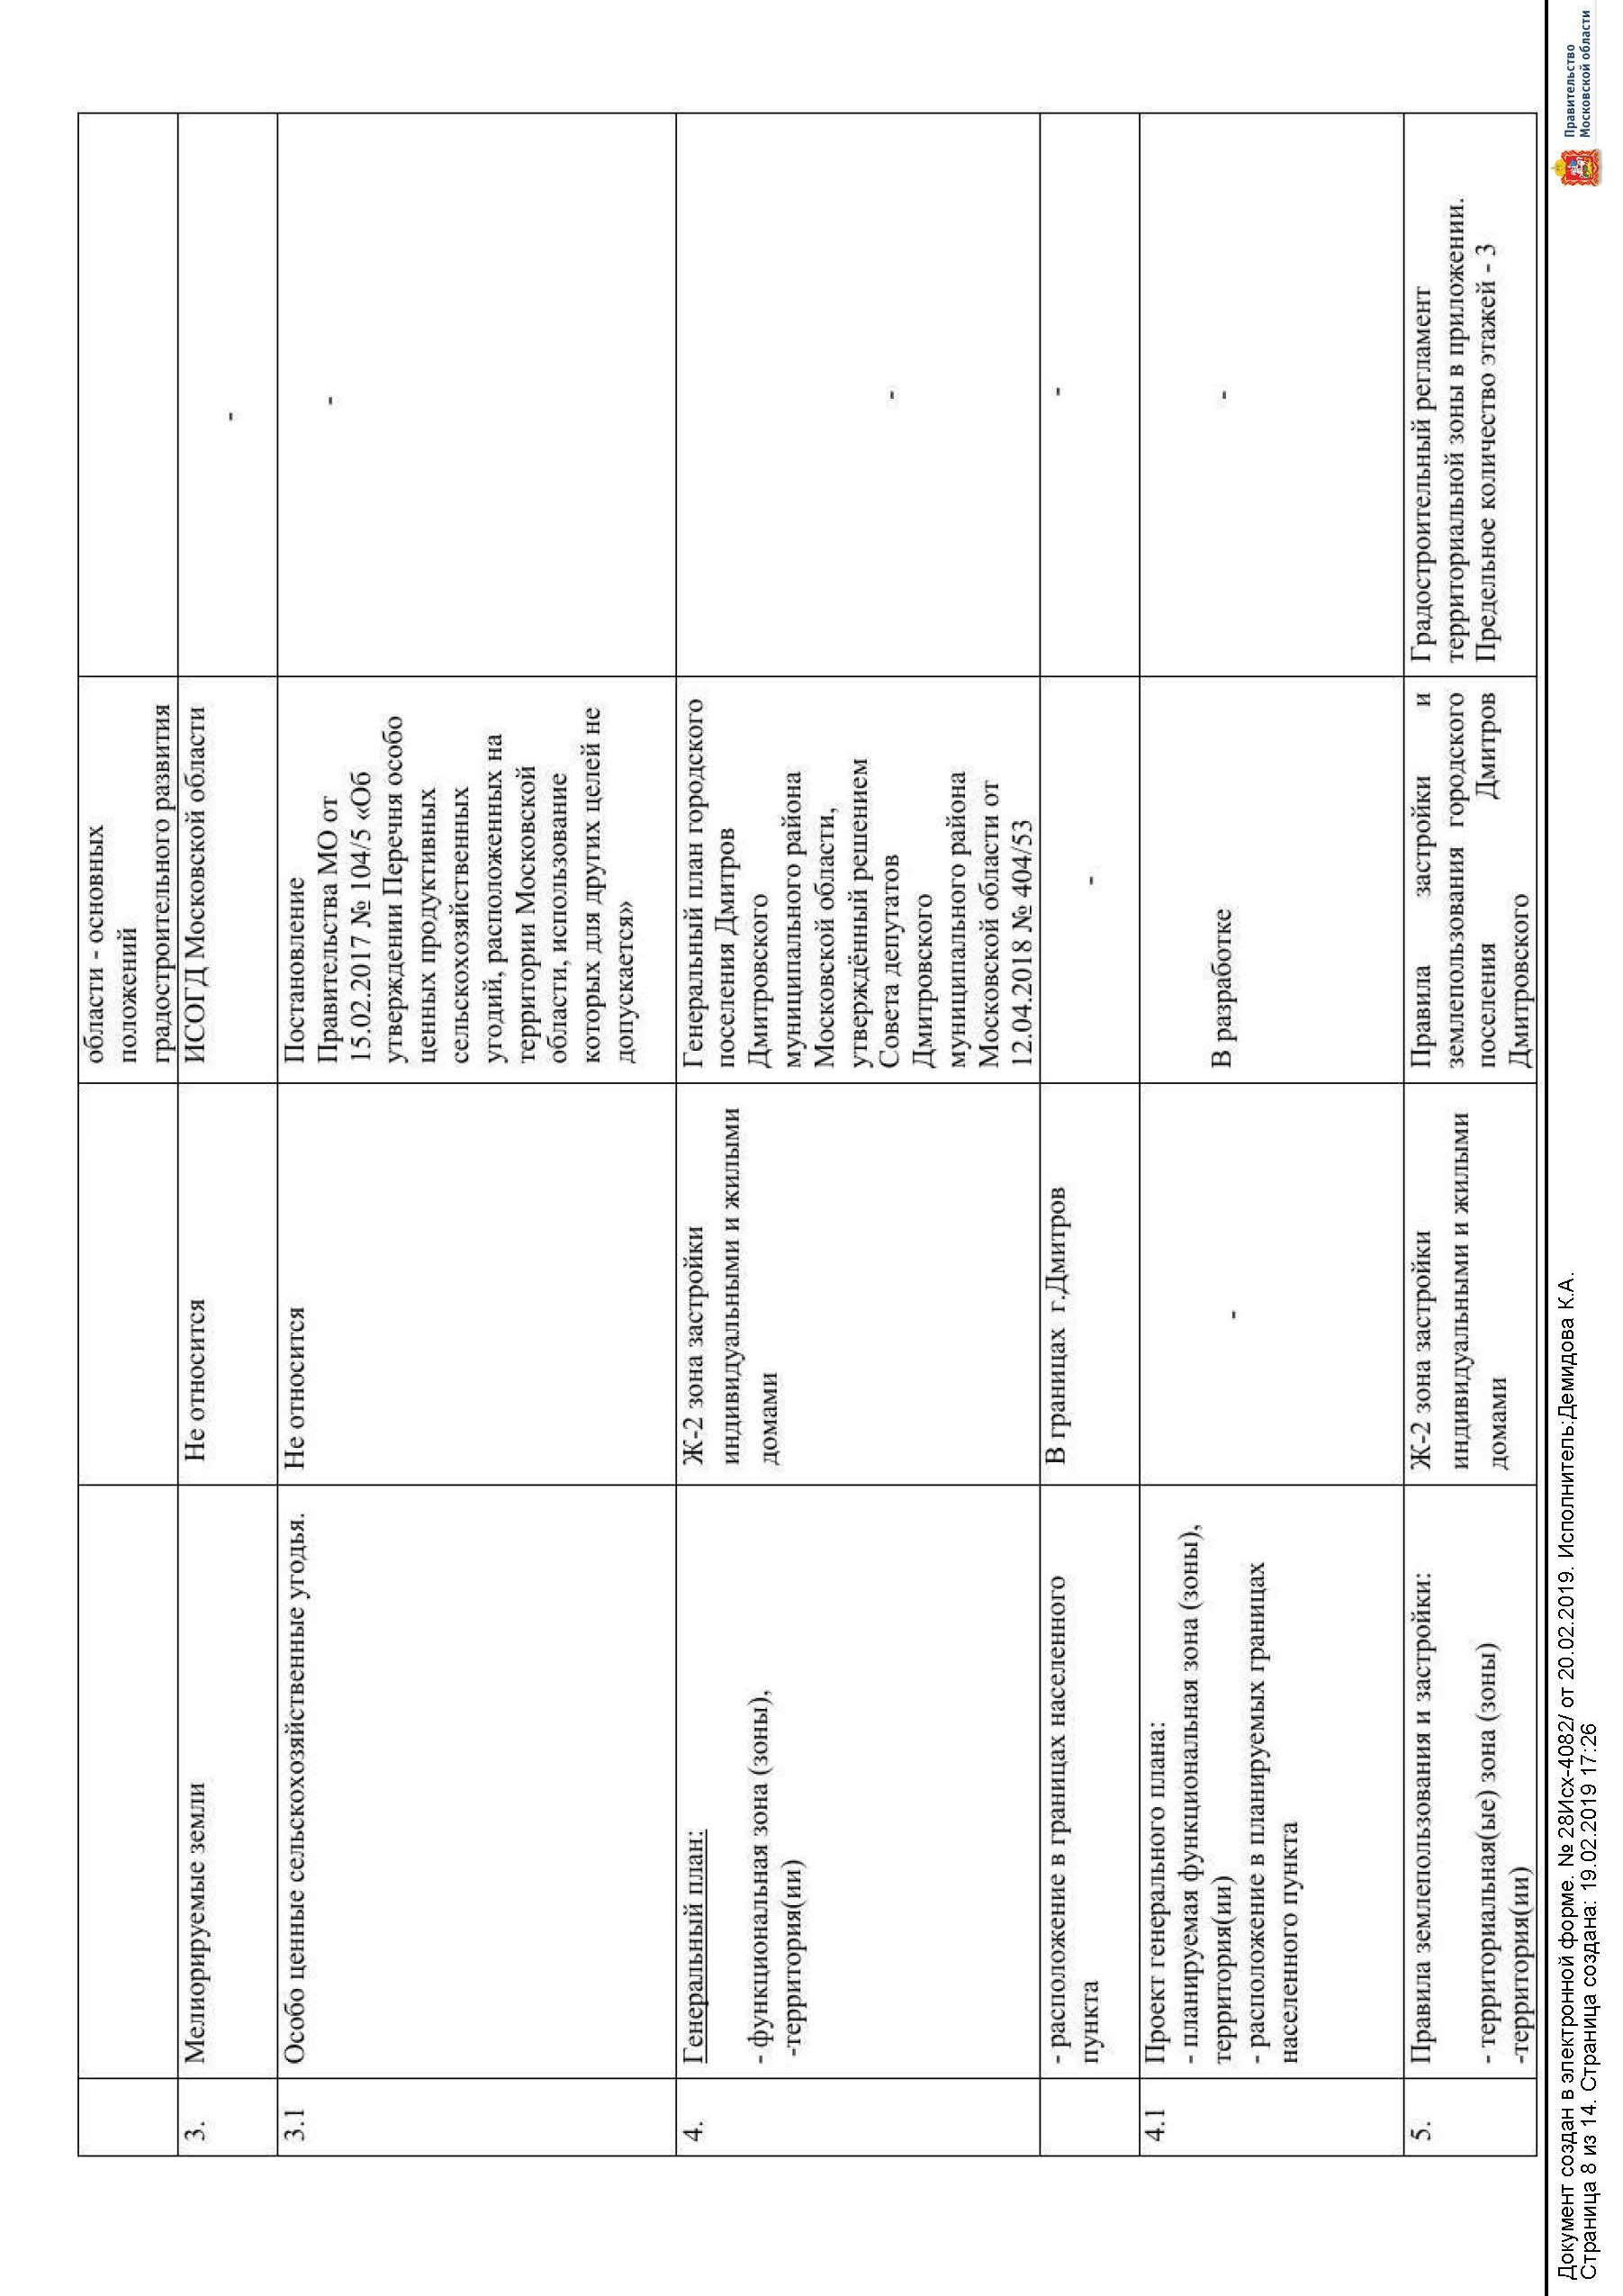 области - основных
положений
градостроительного развития
3.
Мелиорируемые земли
Не относится
ИСОГД Московской области
-
3.1
Особо ценные сельскохозяйственные угодья.
Не относится
Постановление
Правительства МО от
15.02.2017 № 104/5 «Об
утверждении Перечня особо
ценных продуктивных
сельскохозяйственных
угодий, расположенных на
территории Московской
области, использование
которых для других целей не
допускается»
-
4.
Генеральный план:
- функциональная зона (зоны),
-территория(ии)
Ж-2 зона застройки
индивидуальными и жилыми
домами
Генеральный план городского
поселения Дмитров
Дмитровского
муниципального района
Московской области,
утверждённый решением
Совета депутатов
Дмитровского
муниципального района
Московской области от
12.04.2018 № 404/53
-
- расположение в границах населенного
пункта
В границах г.Дмитров
-
-
4.1
Проект генерального плана:
- планируемая функциональная зона (зоны),
территория(ии)
- расположение в планируемых границах
населенного пункта
-
В разработке
-
5.
Правила землепользования и застройки:
- территориальная(ые) зона (зоны)
-территория(ии)
Ж-2 зона застройки
индивидуальными и жилыми
домами
Правила застройки и
землепользования городского
поселения Дмитров
Дмитровского
Градостроительный регламент
территориальной зоны в приложении.
Предельное количество этажей - 3
Документ создан в электронной форме. № 28Исх-4082/ от 20.02.2019. Исполнитель:Демидова К.А.
Страница 8 из 14. Страница создана: 19.02.2019 17:26
Правительство
Московской области